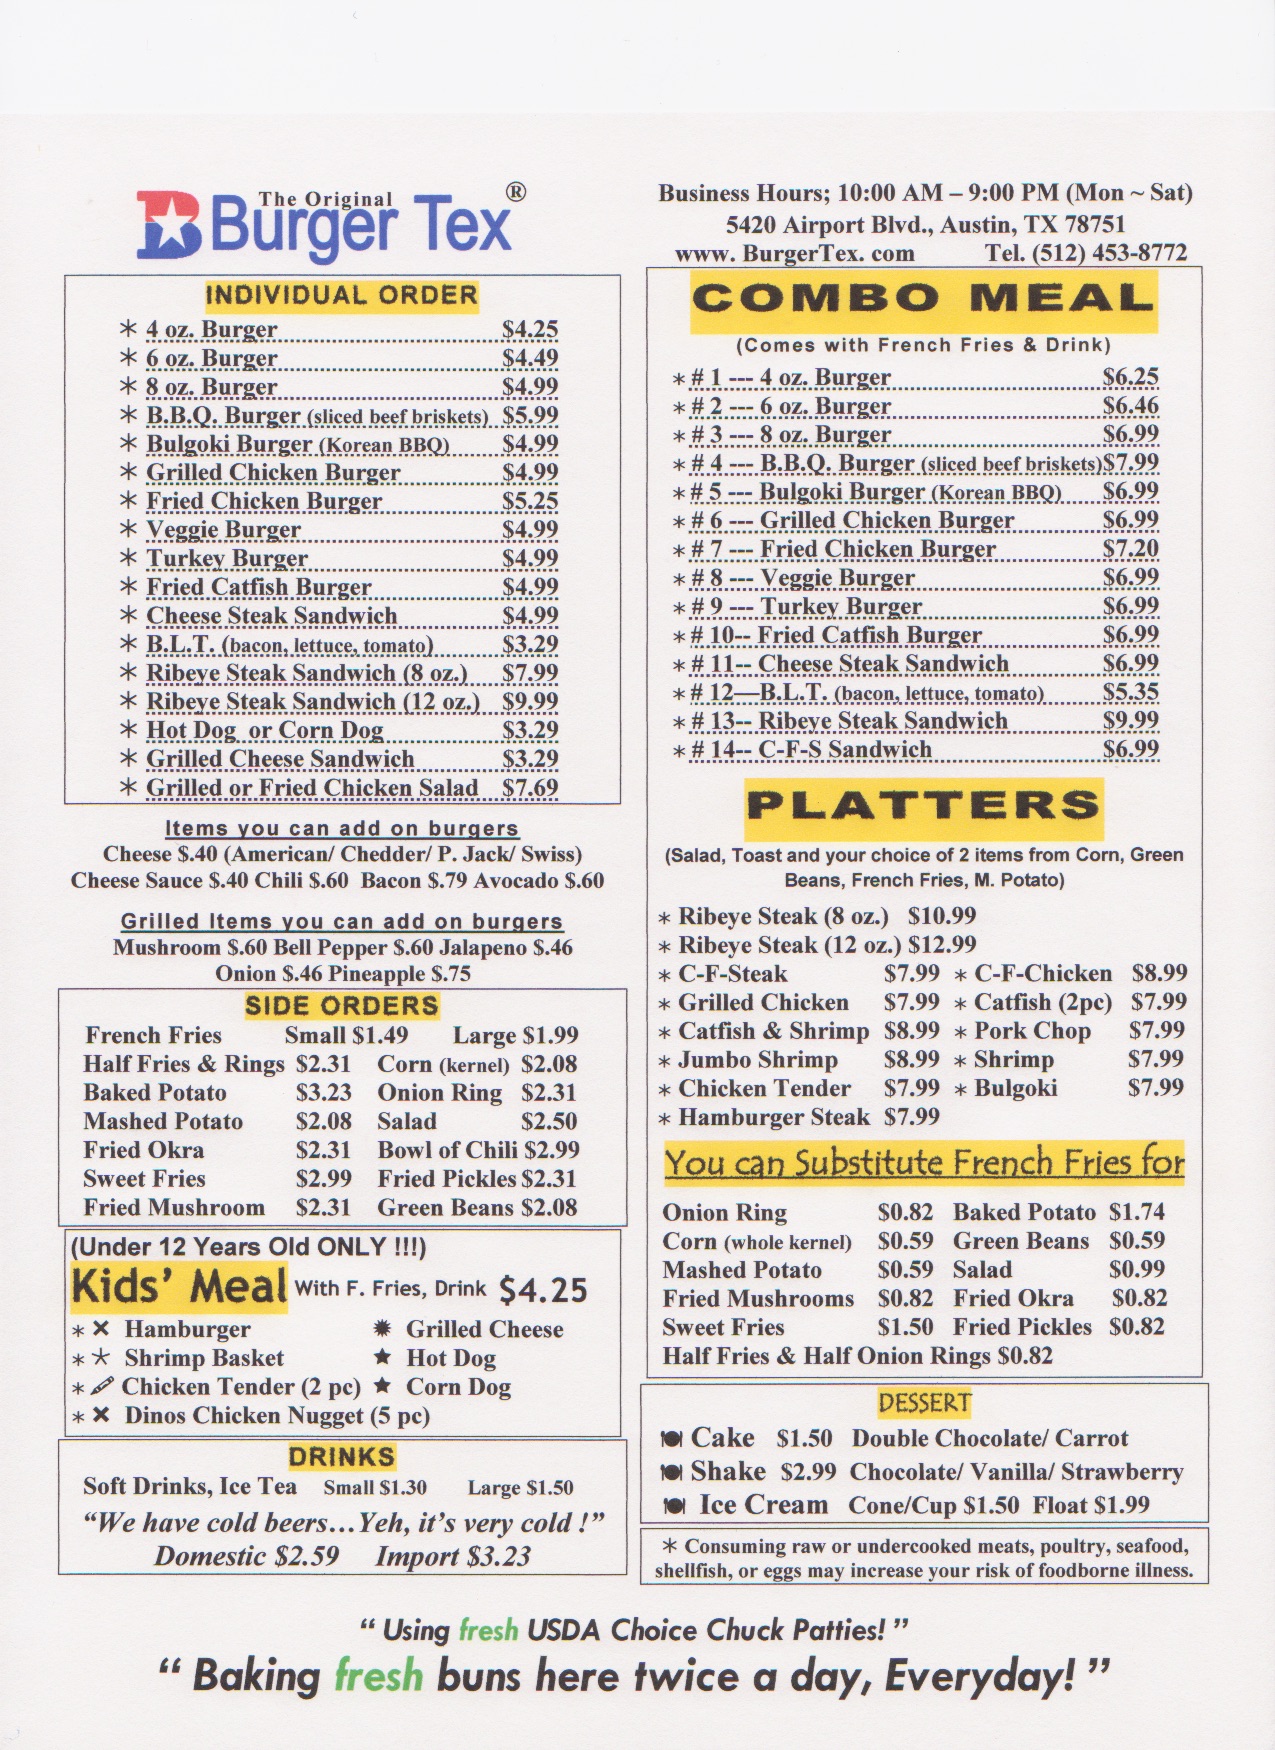 The Original
Burger Tex®
INDIVIDUAL ORDER
* 4 oz. Burger $4.25
* 6 oz. Burger $4.49
* 8 oz. Burger $4.99
* B.B.Q. Burger (sliced beef briskets) $5.99
* Bulgoki Burger (Korean BBQ) $4.99
* Grilled Chicken Burger $4.99
* Fried Chicken Burger $5.25
* Veggie Burger $4.99
* Turkey Burger $4.99
* Fried Catfish Burger $4.99
* Cheese Steak Sandwich $4.99
* B.L.T. (bacon, lettuce, tomato) $3.29
* Ribeye Steak Sandwich (8 oz.) $7.99
* Ribeye Steak Sandwich (12 oz.) $9.99
* Hot Dog or Corn Dog $3.29
* Grilled Cheese Sandwich $3.29
* Grilled or Fried Chicken Salad $7.69
Items you can add on burgers
Cheese $.40 (American/ Chedder/ P. Jack/ Swiss)
Cheese Sauce $.40 Chili $.60 Bacon $.79 Avocado $.60
Grilled Items you can add on burgers
Mushroom $.60 Bell Pepper $.60 Jalapeno $.46
Onion $.46 Pineapple $.75
SIDE ORDERS
French Fries Small $1.49 Large $1.99
Half Fries & Rings $2.31 Corn (kernel) $2.08
Baked Potato $3.23 Onion Ring $2.31
Mashed Potato $2.08 Salad $2.50
Fried Okra $2.31 Bowl of Chili $2.99
Sweet Fries $2.99 Fried Pickles $2.31
Fried Mushroom $2.31 Green Beans $2.08
(Under 12 Years Old ONLY !!!)
Kids' Meal With F. Fries, Drink $4.25
* Hamburger Grilled Cheese
* Shrimp Basket Hot Dog
* Chicken Tender (2 pc) Corn Dog
* Dinos Chicken Nugget (5 pc)
DRINKS
Soft Drinks, Ice Tea Small $1.30 Large $1.50
“We have cold beers…Yeh, it's very cold !”
Domestic $2.59 Import $3.23
Business Hours; 10:00 AM – 9:00 PM (Mon ~ Sat)
5420 Airport Blvd., Austin, TX 78751
www. BurgerTex. com Tel. (512) 453-8772
COMBO MEAL
(Comes with French Fries & Drink)
* # 1 --- 4 oz. Burger $6.25
* # 2 --- 6 oz. Burger $6.46
* # 3 --- 8 oz. Burger $6.99
* # 4 --- B.B.Q. Burger (sliced beef briskets)$7.99
* # 5 --- Bulgoki Burger (Korean BBQ) $6.99
* # 6 --- Grilled Chicken Burger $6.99
* # 7 --- Fried Chicken Burger $7.20
* # 8 --- Veggie Burger $6.99
* # 9 --- Turkey Burger $6.99
* # 10-- Fried Catfish Burger $6.99
* # 11-- Cheese Steak Sandwich $6.99
* # 12—B.L.T. (bacon, lettuce, tomato) $5.35
* # 13-- Ribeye Steak Sandwich $9.99
* # 14-- C-F-S Sandwich $6.99
PLATTERS
(Salad, Toast and your choice of 2 items from Corn, Green
Beans, French Fries, M. Potato)
* Ribeye Steak (8 oz.) $10.99
* Ribeye Steak (12 oz.) $12.99
* C-F-Steak $7.99 * C-F-Chicken $8.99
* Grilled Chicken $7.99 * Catfish (2pc) $7.99
* Catfish & Shrimp $8.99 * Pork Chop $7.99
* Jumbo Shrimp $8.99 * Shrimp $7.99
* Chicken Tender $7.99 * Bulgoki $7.99
* Hamburger Steak $7.99
You can Substitute French Fries for
Onion Ring $0.82 Baked Potato $1.74
Corn (whole kernel) $0.59 Green Beans $0.59
Mashed Potato $0.59 Salad $0.99
Fried Mushrooms $0.82 Fried Okra $0.82
Sweet Fries $1.50 Fried Pickles $0.82
Half Fries & Half Onion Rings $0.82
DESSERT
Cake $1.50 Double Chocolate/ Carrot
Shake $2.99 Chocolate/ Vanilla/ Strawberry
Ice Cream Cone/Cup $1.50 Float $1.99
* Consuming raw or undercooked meats, poultry, seafood,
shellfish, or eggs may increase your risk of foodborne illness.
“ Using fresh USDA Choice Chuck Patties! ”
“ Baking fresh buns here twice a day, Everyday! ”